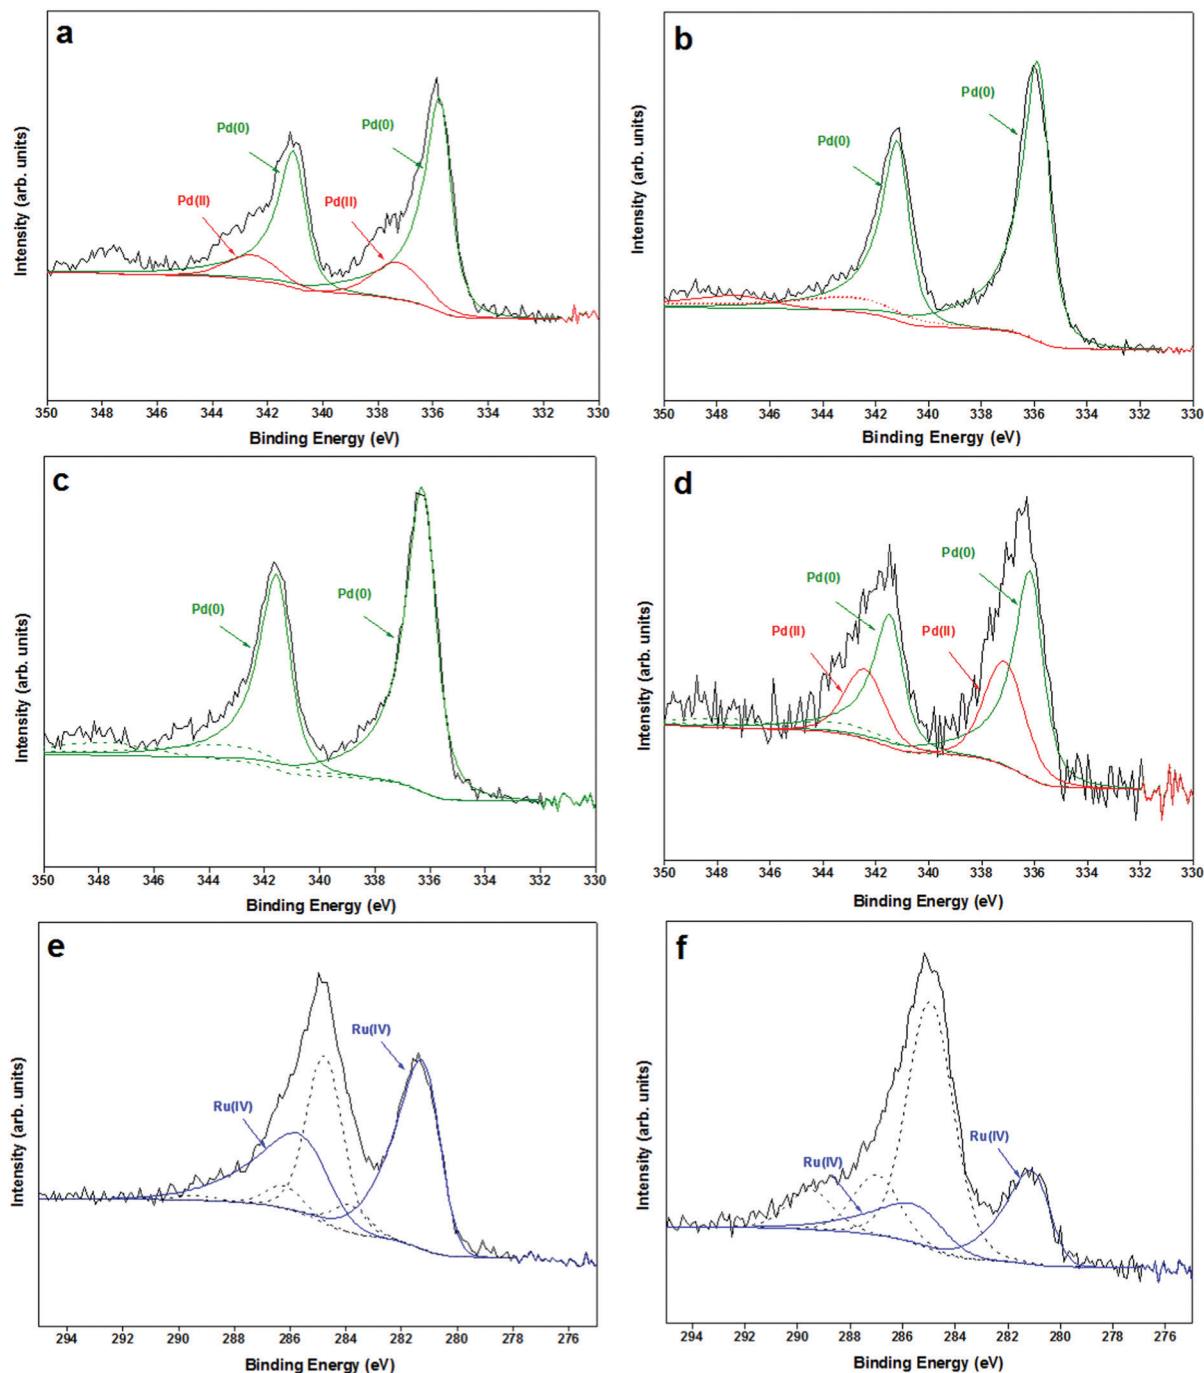 a
Pd(0)
Pd(0)
Pd(II)
Pd(II)
Intensity (arb. units)
350 348 346 344 342 340 338 336 334 332 331 330
Binding Energy (eV)
b
Pd(0)
Pd(0)
Intensity (arb. units)
350 348 346 344 342 340 338 336 334 332 330
Binding Energy (eV)
c
Pd(0)
Pd(0)
Intensity (arb. units)
350 348 346 344 342 340 338 336 334 332 330
Binding Energy (eV)
d
Pd(0)
Pd(0)
Pd(II)
Pd(II)
Intensity (arb. units)
350 348 346 344 342 340 338 336 334 332 330
Binding Energy (eV)
e
Ru(IV)
Ru(IV)
Intensity (arb. units)
294 292 290 288 286 284 282 280 278 276
Binding Energy (eV)
f
Ru(IV)
Ru(IV)
Intensity (arb. units)
294 292 290 288 286 284 282 280 278 276
Binding Energy (eV)